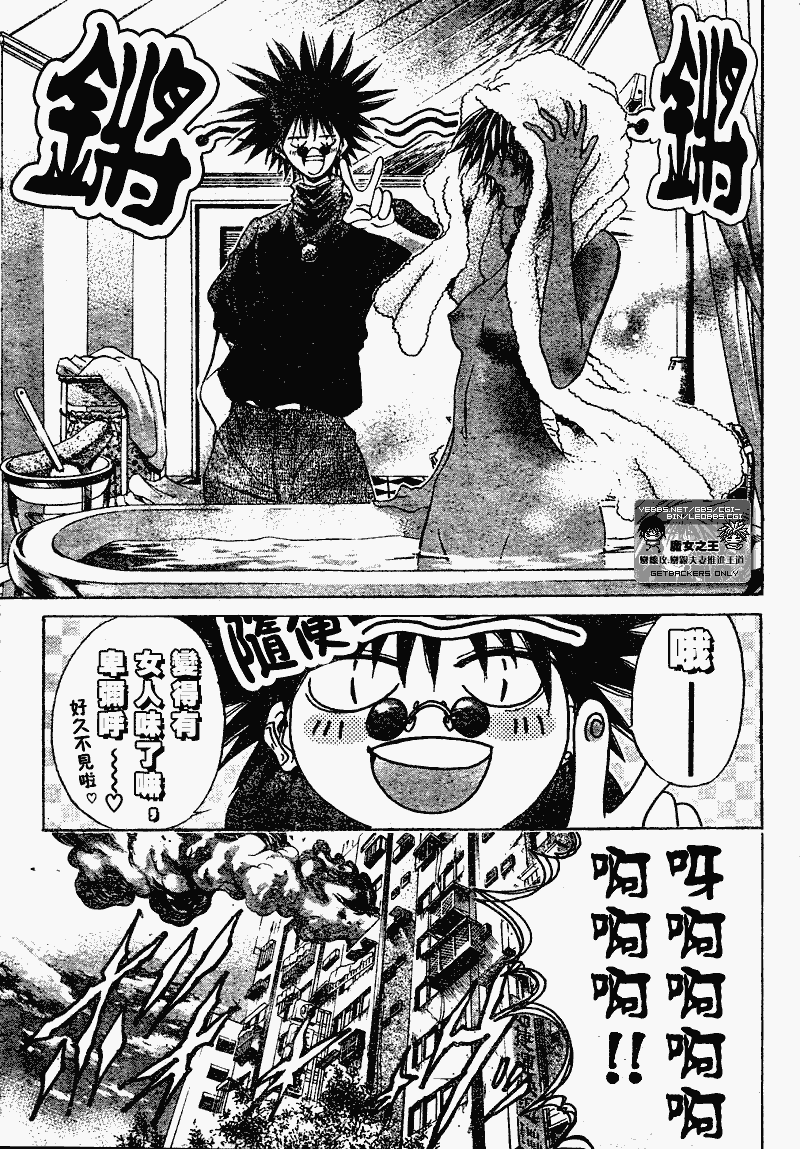 鏘
鏘
YEBBS.NET/GBS/CGI-
BIN/LEOBBS.CGI
魔女之王
GETBACKERS ONLY
哦——
隨便
變得有
女人味了嘛，
卑彌呼～～♥
好久不見啦♡
呀啊啊啊啊
啊啊啊!!